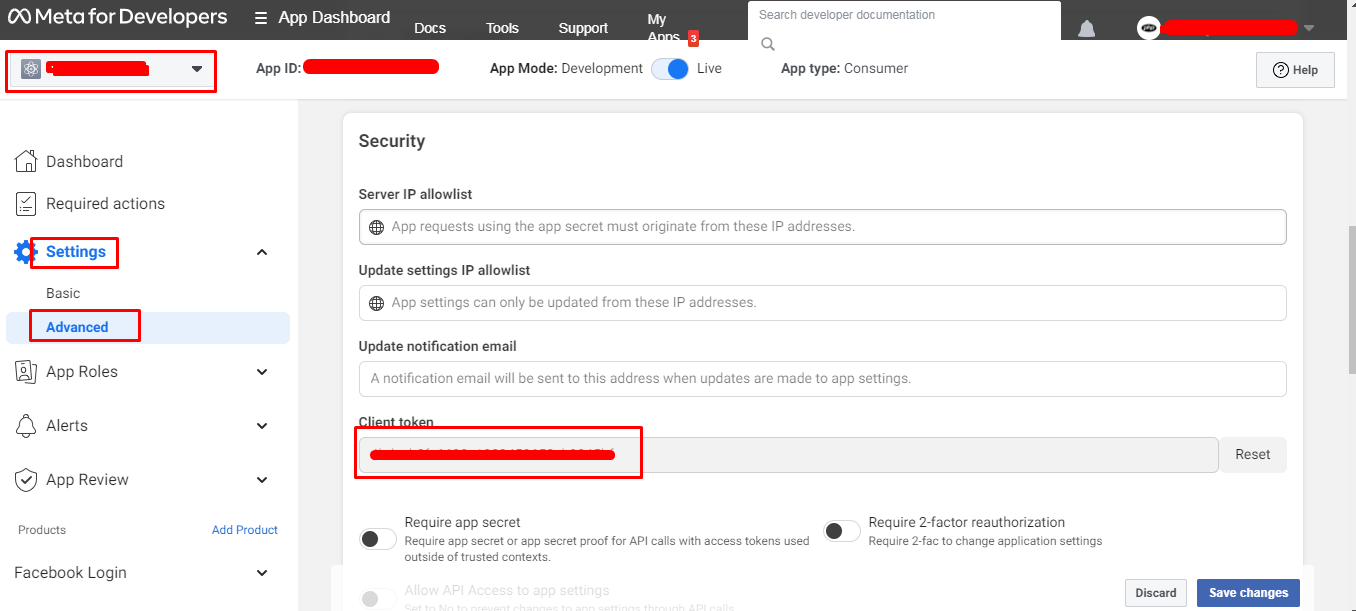 Meta for Developers
App Dashboard
Docs
Tools
Support
My Apps
3
Search developer documentation
App ID:
App Mode: Development
Live
App type: Consumer
Help
Dashboard
Required actions
Settings
Basic
Advanced
App Roles
Alerts
App Review
Products
Add Product
Facebook Login
Security
Server IP allowlist
App requests using the app secret must originate from these IP addresses.
Update settings IP allowlist
App settings can only be updated from these IP addresses.
Update notification email
A notification email will be sent to this address when updates are made to app settings.
Client token
Reset
Require app secret
Require app secret or app secret proof for API calls with access tokens used
outside of trusted contexts.
Require 2-factor reauthorization
Require 2-fac to change application settings
Allow API Access to app settings
Set to No to prevent changes to app settings through API calls
Discard
Save changes